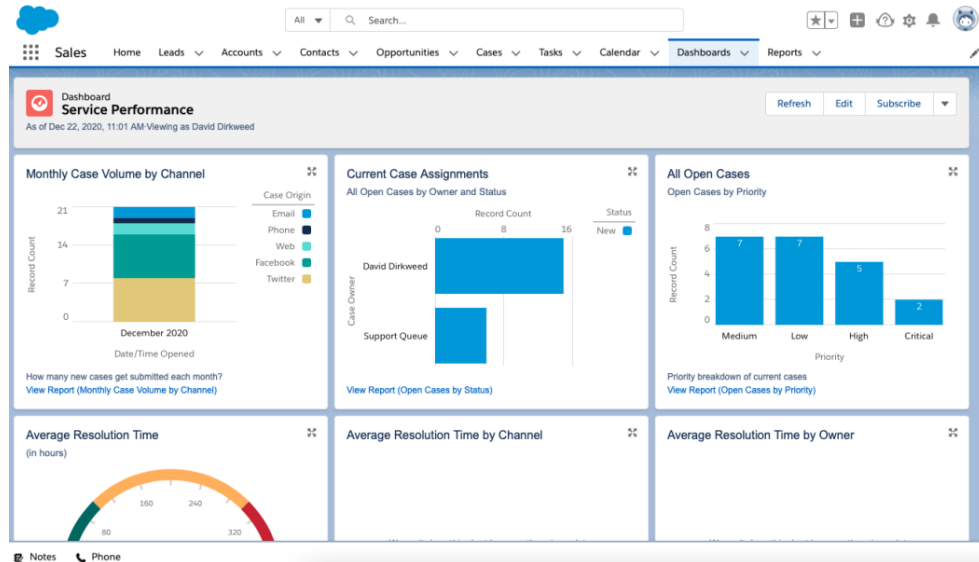 All
Search...
Sales
Home
Leads
Accounts
Contacts
Opportunities
Cases
Tasks
Calendar
Dashboards
Reports
Dashboard
Service Performance
As of Dec 22, 2020, 11:01 AM·Viewing as David Dirkweed
Refresh
Edit
Subscribe
Monthly Case Volume by Channel
Case Origin
Email
Phone
Web
Facebook
Twitter
Record Count
21
14
7
0
December 2020
Date/Time Opened
How many new cases get submitted each month?
View Report (Monthly Case Volume by Channel)
Current Case Assignments
All Open Cases by Owner and Status
Record Count
0 8 16
Status
New
Case Owner
David Dirkweed
Support Queue
View Report (Open Cases by Status)
All Open Cases
Open Cases by Priority
Record Count
8
6
4
2
0
7 7 5 2
Medium Low High Critical
Priority
Priority breakdown of current cases
View Report (Open Cases by Priority)
Average Resolution Time
(in hours)
80 160 240 320
Average Resolution Time by Channel
Average Resolution Time by Owner
Notes
Phone